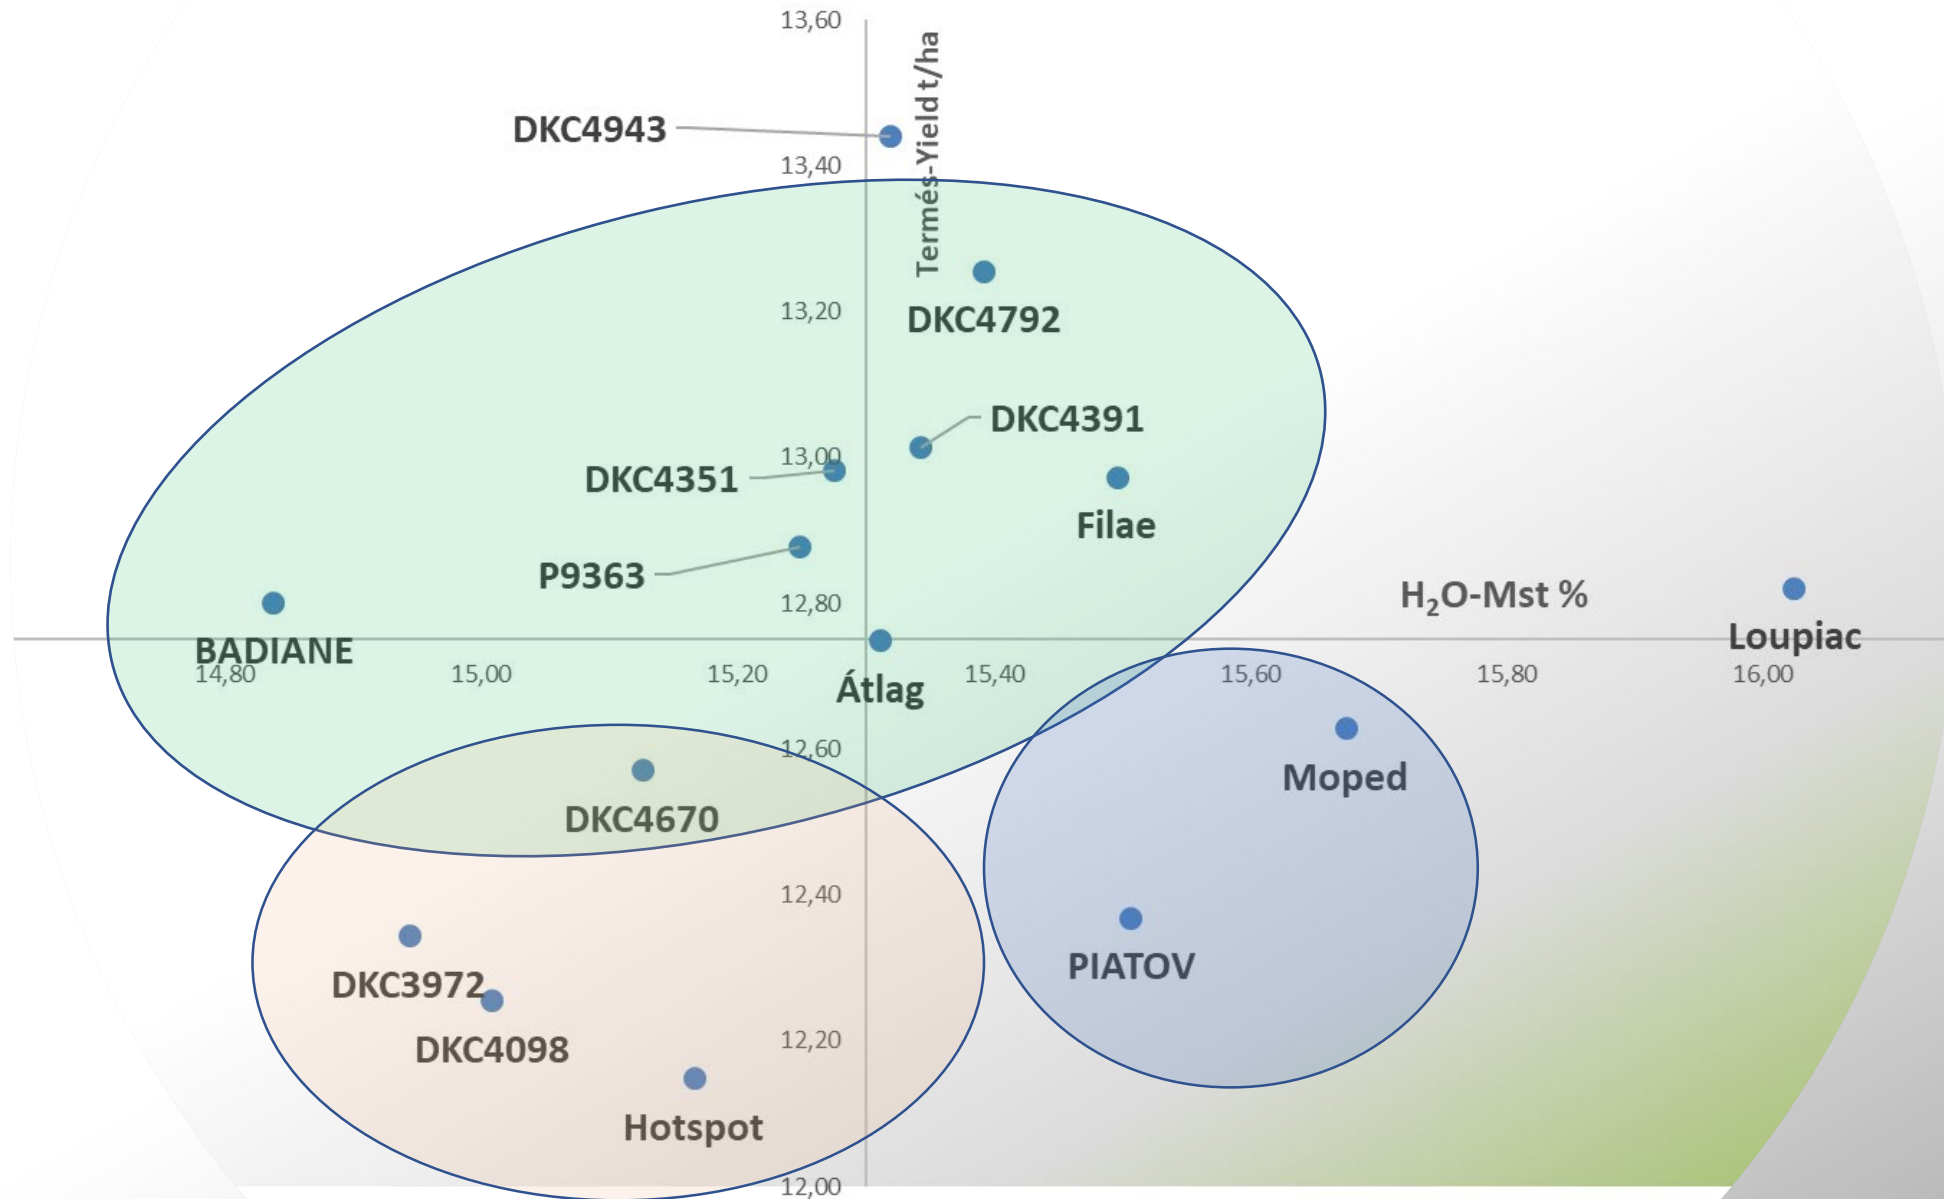 13,60
Termés-Yield t/ha
DKC4943
13,40
13,20
DKC4792
DKC4391
13,00
DKC4351
Filae
P9363
12,80
H₂O-Mst %
Loupiac
BADIANE
14,80
15,00
15,20
15,40
15,60
15,80
16,00
Átlag
12,60
Moped
DKC4670
12,40
PIATOV
DKC3972
12,20
DKC4098
Hotspot
12,00